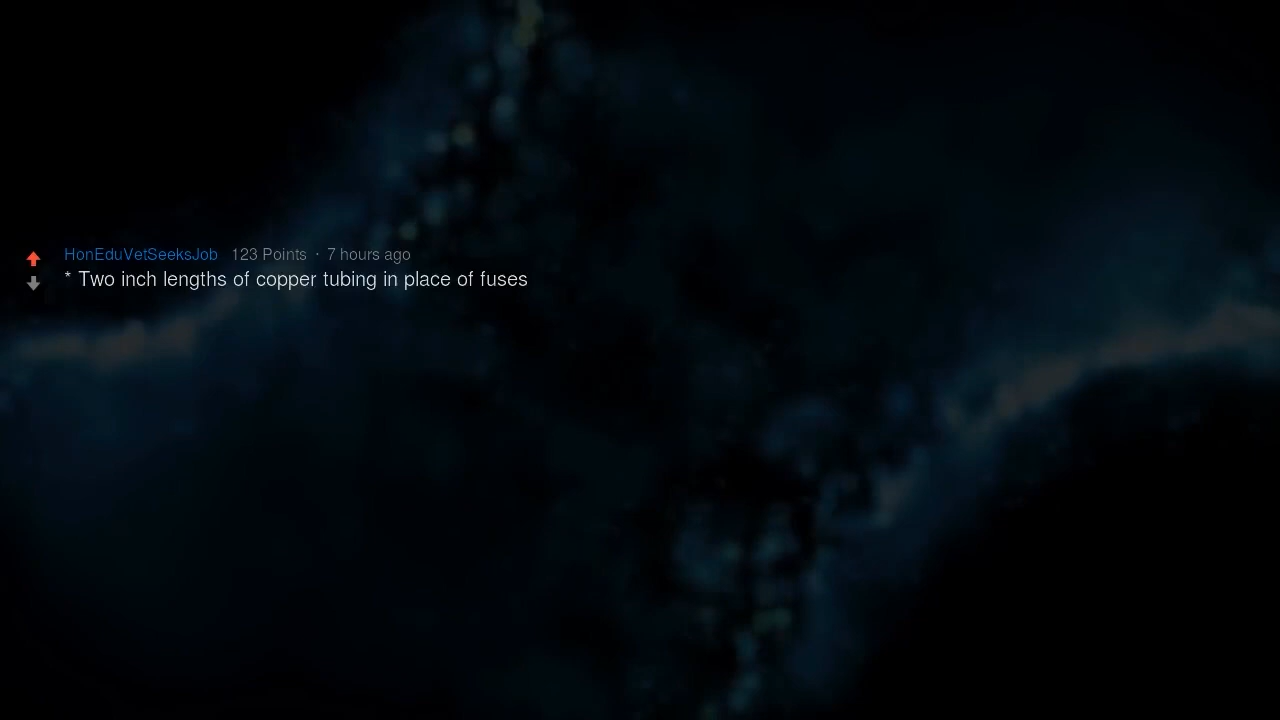 HonEduVetSeeksJob 123 Points · 7 hours ago
* Two inch lengths of copper tubing in place of fuses